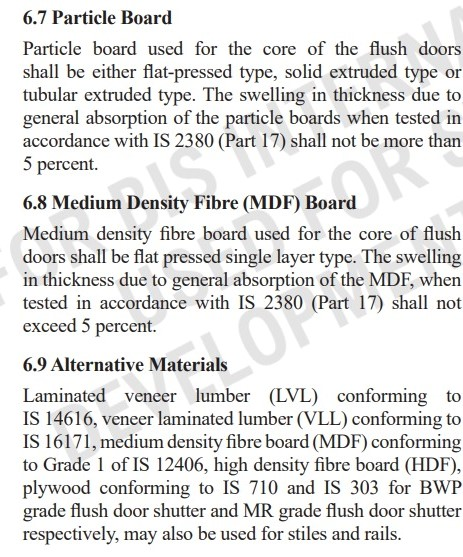 6.7 Particle Board
Particle board used for the core of the flush doors
shall be either flat-pressed type, solid extruded type or
tubular extruded type. The swelling in thickness due to
general absorption of the particle boards when tested in
accordance with IS 2380 (Part 17) shall not be more than
5 percent.
6.8 Medium Density Fibre (MDF) Board
Medium density fibre board used for the core of flush
doors shall be flat pressed single layer type. The swelling
in thickness due to general absorption of the MDF, when
tested in accordance with IS 2380 (Part 17) shall not
exceed 5 percent.
6.9 Alternative Materials
Laminated veneer lumber (LVL) conforming to
IS 14616, veneer laminated lumber (VLL) conforming to
IS 16171, medium density fibre board (MDF) conforming
to Grade 1 of IS 12406, high density fibre board (HDF),
plywood conforming to IS 710 and IS 303 for BWP
grade flush door shutter and MR grade flush door shutter
respectively, may also be used for stiles and rails.
FOR BIS INTERNA
USED FOR S
DEVELOPMENT